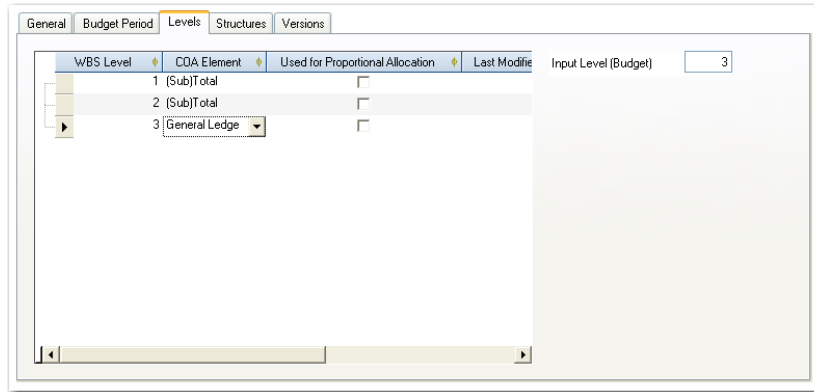 General Budget Period Levels Structures Versions
WBS Level COA Element Used for Proportional Allocation Last Modifie Input Level (Budget) 3
1 (Sub)Total
2 (Sub)Total
3 General Ledge